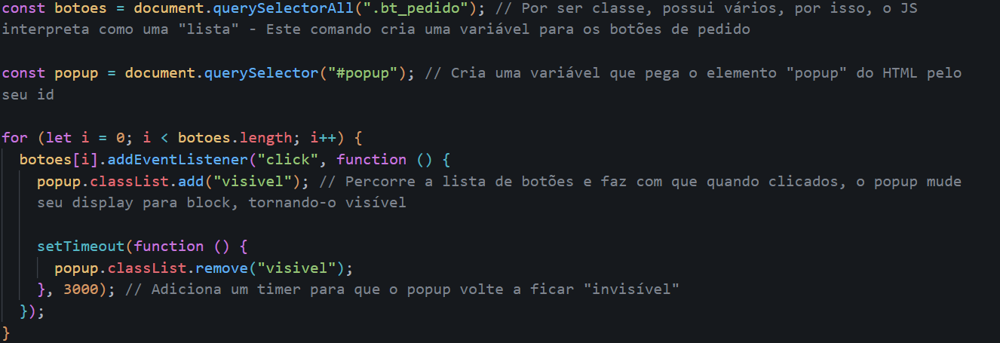 const botoes = document.querySelectorAll(".bt_pedido"); // Por ser classe, possui vários, por isso, o JS
interpreta como uma "lista" - Este comando cria uma variável para os botões de pedido
const popup = document.querySelector("#popup"); // Cria uma variável que pega o elemento "popup" do HTML pelo
seu id
for (let i = 0; i < botoes.length; i++) {
botoes[i].addEventListener("click", function () {
popup.classList.add("visivel"); // Percorre a lista de botões e faz com que quando clicados, o popup mude
seu display para block, tornando-o visível
setTimeout(function () {
popup.classList.remove("visivel");
}, 3000); // Adiciona um timer para que o popup volte a ficar "invisível"
});
}